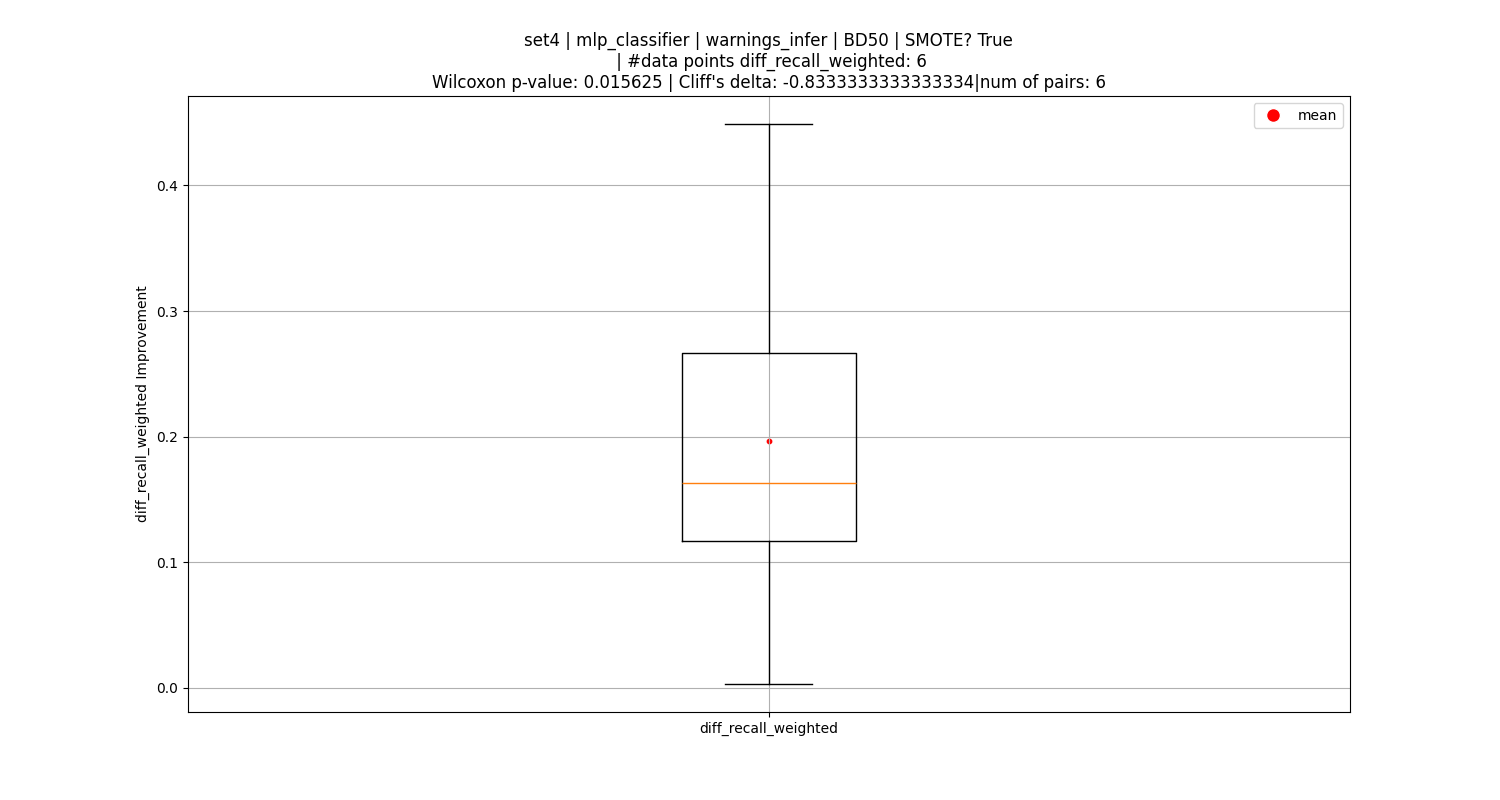 set4 | mlp_classifier | warnings_infer | BD50 | SMOTE? True
| #data points diff_recall_weighted: 6
Wilcoxon p-value: 0.015625 | Cliff's delta: -0.8333333333333334|num of pairs: 6
mean
0.4
0.3
0.2
0.1
0.0
diff_recall_weighted Improvement
diff_recall_weighted